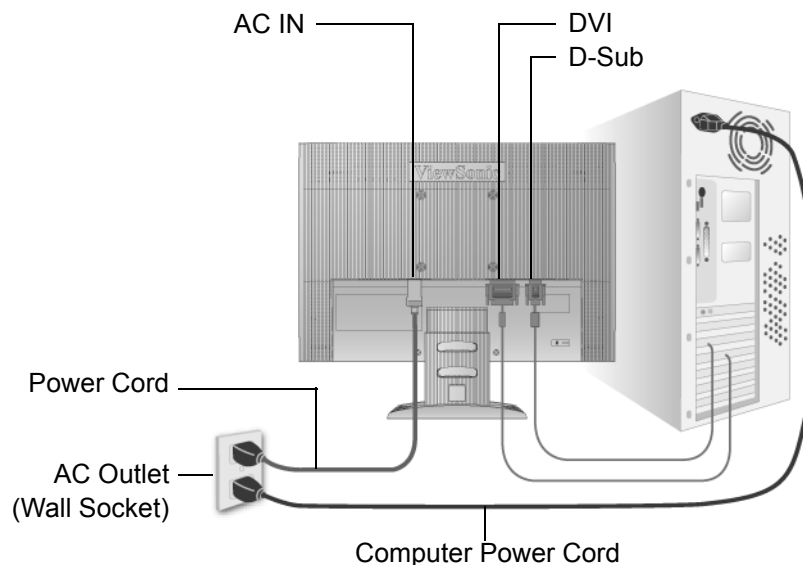 AC IN
DVI
D-Sub
ViewSonic
Power Cord
AC Outlet
(Wall Socket)
Computer Power Cord